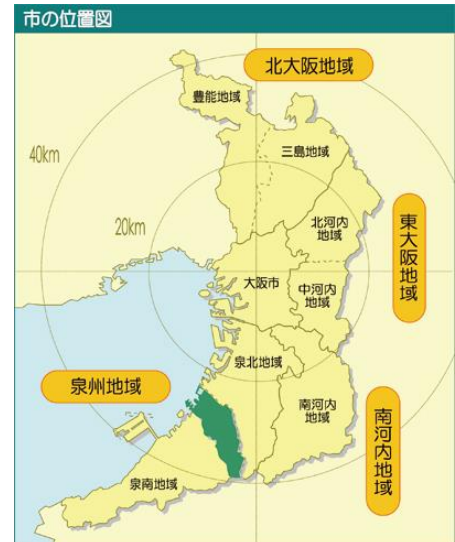 市の位置図
北大阪地域
豊能地域
三島地域
40km
北河内
地域
20km
東大阪地域
大阪市
中河内
地域
泉北地域
泉州地域
南河内
地域
南河内地域
泉南地域